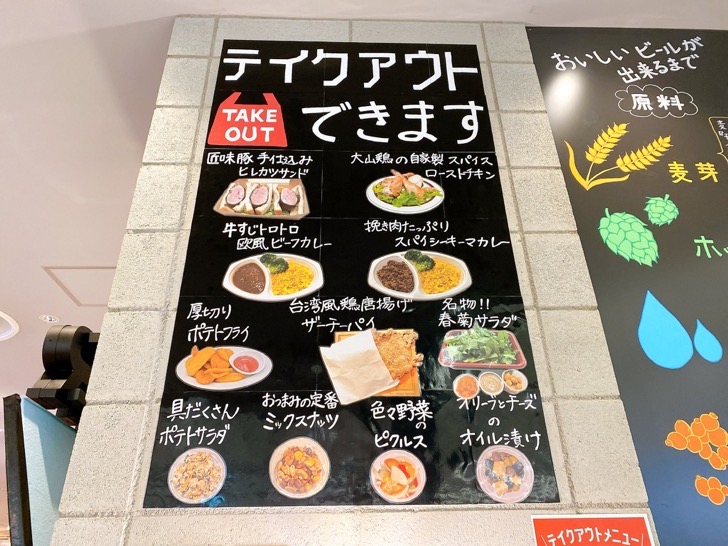 テイクアウト
TAKE
OUT
できます
匠味豚 手仕込み
ヒレカツサンド
大山鶏の自家製 スパイス
ローストチキン
牛すじトロトロ
欧風ビーフカレー
挽き肉たっぷり
スパイシーキーマカレー
厚切り
ポテトフライ
台湾風鶏唐揚げ
ザーチーパイ
名物!!
春菊サラダ
具だくさん
ポテトサラダ
おつまみの定番
ミックスナッツ
色々野菜
の
ピクルス
オリーブとチーズ
の
オイル漬け
おいしいビールが
出来るまで
原料
麦芽
ホッ
テイクアウトメニュー